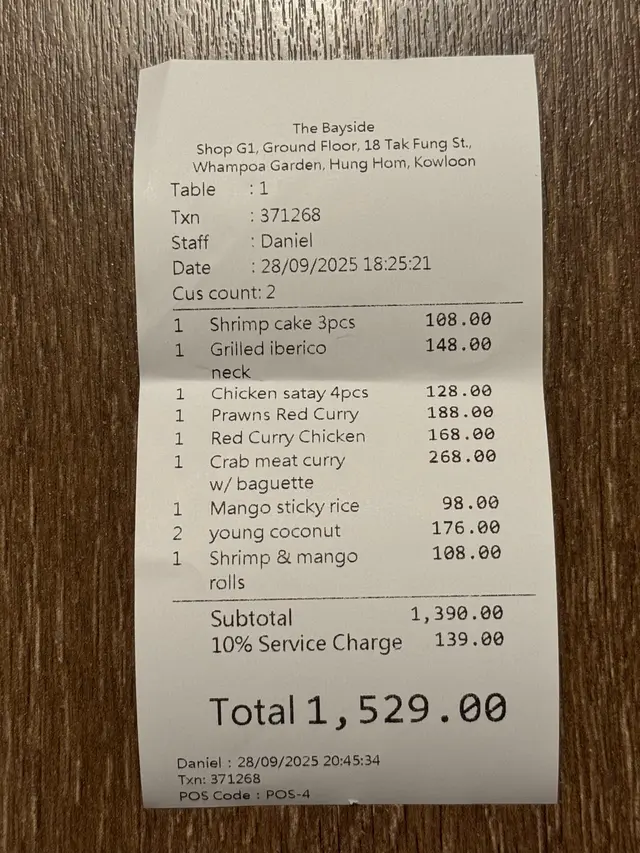 The Bayside
Shop G1, Ground Floor, 18 Tak Fung St.,
Whampoa Garden, Hung Hom, Kowloon
Table : 1
Txn : 371268
Staff : Daniel
Date : 28/09/2025 18:25:21
Cus count: 2
1 Shrimp cake 3pcs 108.00
1 Grilled iberico 148.00
neck
1 Chicken satay 4pcs 128.00
1 Prawns Red Curry 188.00
1 Red Curry Chicken 168.00
1 Crab meat curry 268.00
w/ baguette
1 Mango sticky rice 98.00
2 young coconut 176.00
1 Shrimp & mango 108.00
rolls
Subtotal 1,390.00
10% Service Charge 139.00
Total 1,529.00
Daniel : 28/09/2025 20:45:34
Txn: 371268
POS Code : POS-4